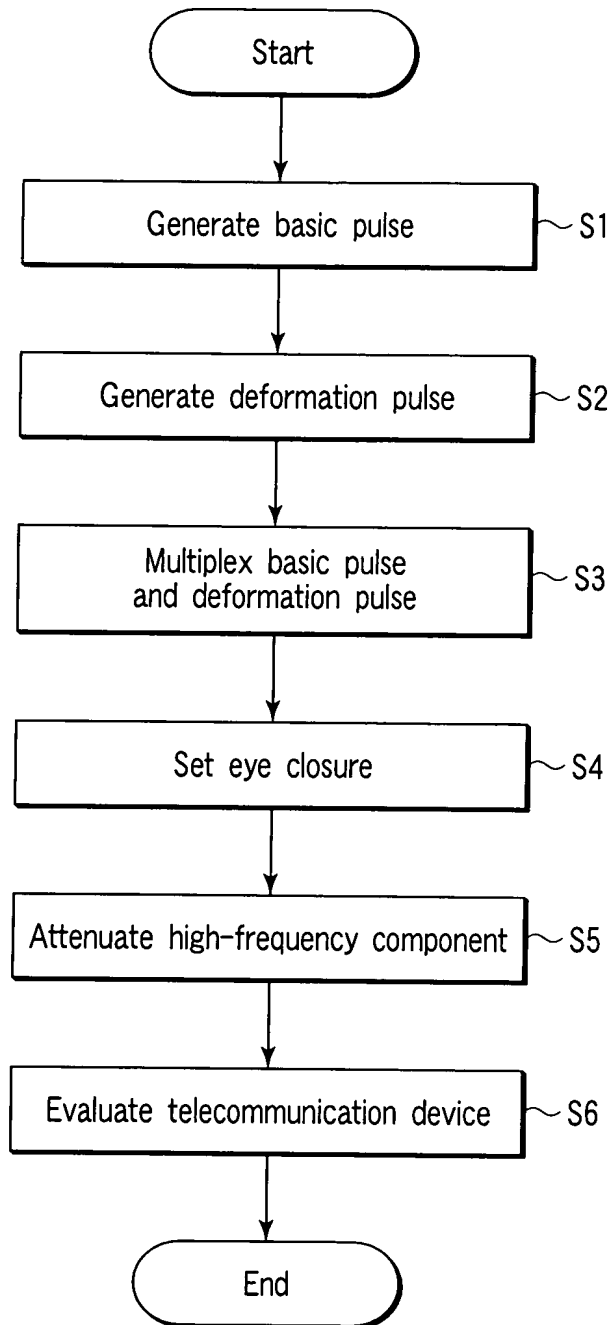 Start
Generate basic pulse
S1
Generate deformation pulse
S2
Multiplex basic pulse
and deformation pulse
S3
Set eye closure
S4
Attenuate high-frequency component
S5
Evaluate telecommunication device
S6
End